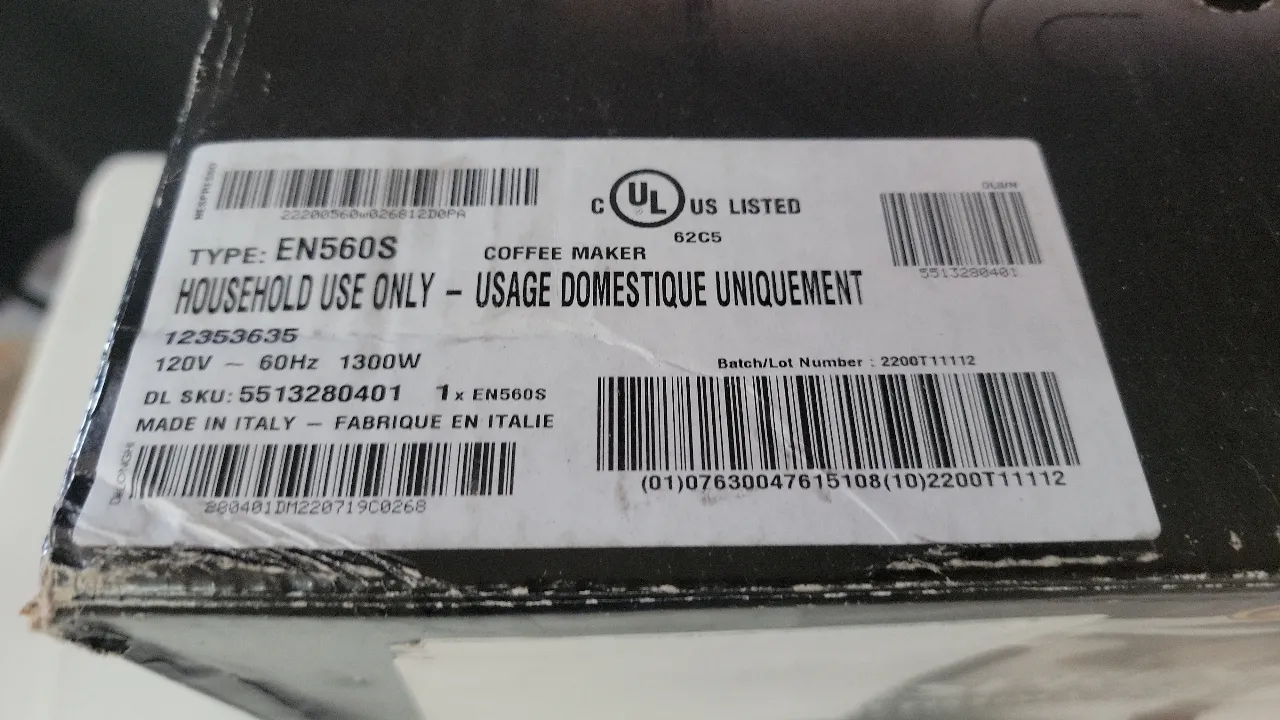 NESPRESSO
22200560W026812D0PA
C UL US LISTED
62C5
5513280401
TYPE: EN560S
COFFEE MAKER
HOUSEHOLD USE ONLY – USAGE DOMESTIQUE UNIQUEMENT
12353635
120V ~ 60Hz 1300W
Batch/Lot Number : 2200T11112
DL SKU: 5513280401 1x EN560S
MADE IN ITALY – FABRIQUE EN ITALIE
(01)07630047615108(10)2200T11112
DELONGHI
800401DM220719C0268